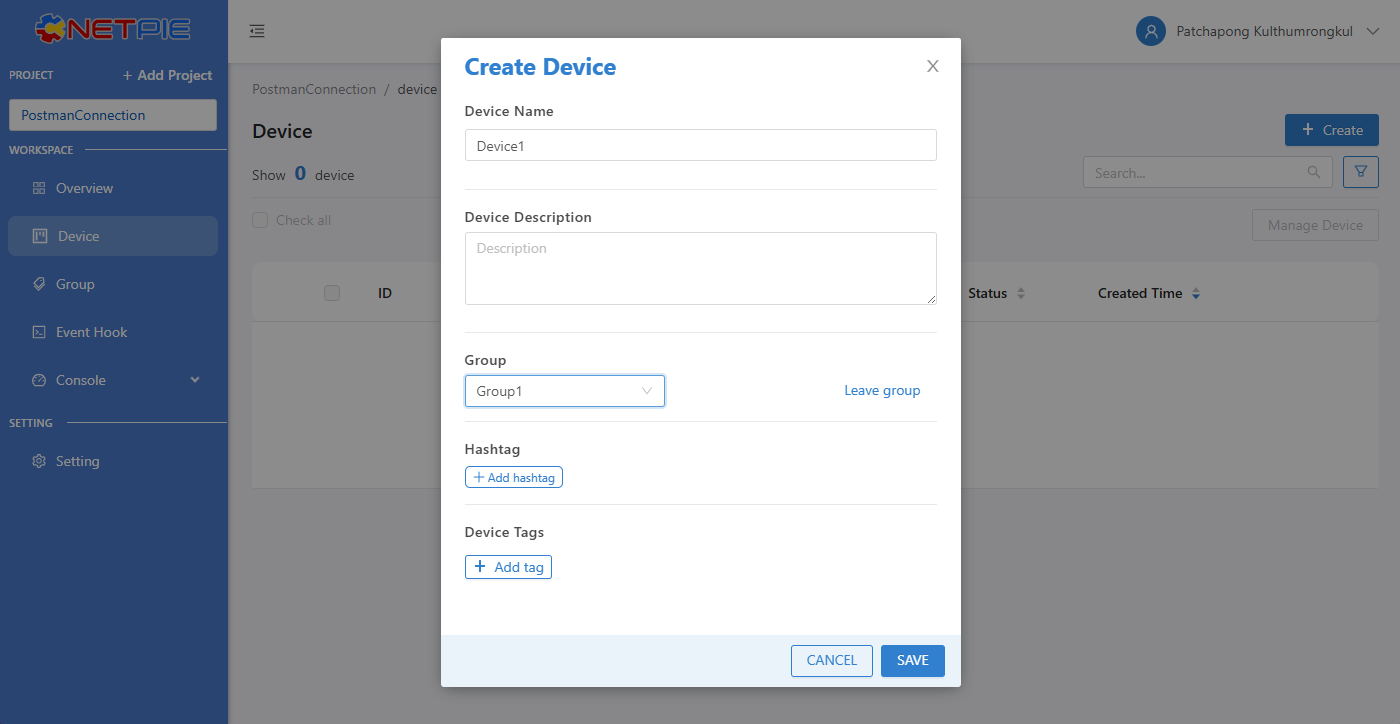 NETPIE
PROJECT
+ Add Project
PostmanConnection
WORKSPACE
Overview
Device
Group
Event Hook
Console
SETTING
Setting
Patchapong Kulthumrongkul
PostmanConnection / device
Device
+ Create
Show 0 device
Search...
Check all
Manage Device
ID
Status
Created Time
Create Device
Device Name
Device1
Device Description
Description
Group
Group1
Leave group
Hashtag
+ Add hashtag
Device Tags
+ Add tag
CANCEL
SAVE